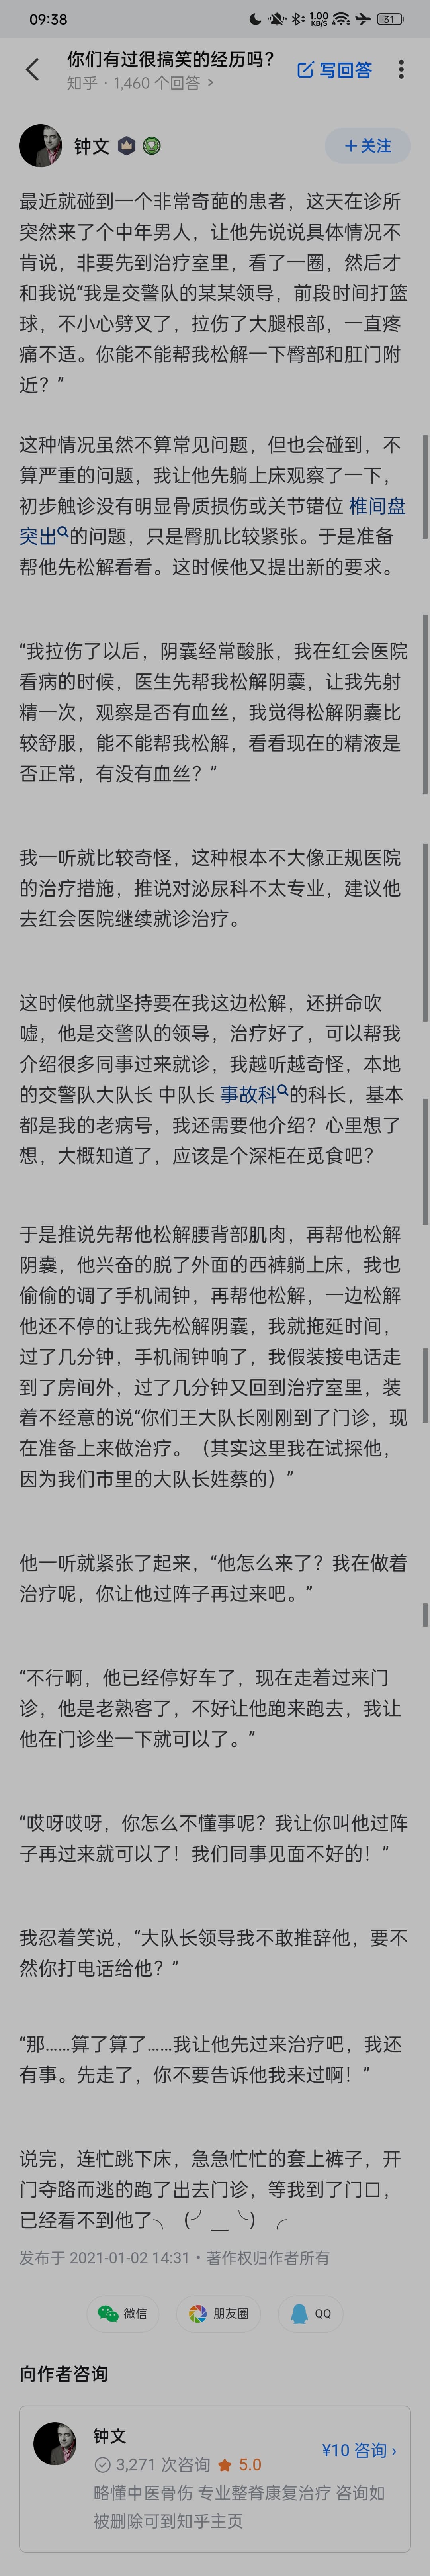 09:38
1.00
KB/S
6
31
你们有过很搞笑的经历吗？
知乎 · 1,460 个回答 >
写回答
钟文
＋关注
最近就碰到一个非常奇葩的患者，这天在诊所
突然来了个中年男人，让他先说说具体情况不
肯说，非要先到治疗室里，看了一圈，然后才
和我说“我是交警队的某某领导，前段时间打篮
球，不小心劈叉了，拉伤了大腿根部，一直疼
痛不适。你能不能帮我松解一下臀部和肛门附
近？”
这种情况虽然不算常见问题，但也会碰到，不
算严重的问题，我让他先躺上床观察了一下，
初步触诊没有明显骨质损伤或关节错位 椎间盘
突出的问题，只是臀肌比较紧张。于是准备
帮他先松解看看。这时候他又提出新的要求。
“我拉伤了以后，阴囊经常酸胀，我在红会医院
看病的时候，医生先帮我松解阴囊，让我先射
精一次，观察是否有血丝，我觉得松解阴囊比
较舒服，能不能帮我松解，看看现在的精液是
否正常，有没有血丝？”
我一听就比较奇怪，这种根本不大像正规医院
的治疗措施，推说对泌尿科不太专业，建议他
去红会医院继续就诊治疗。
这时候他就坚持要在我这边松解，还拼命吹
嘘，他是交警队的领导，治疗好了，可以帮我
介绍很多同事过来就诊，我越听越奇怪，本地
的交警队大队长 中队长 事故科的科长，基本
都是我的老病号，我还需要他介绍？心里想了
想，大概知道了，应该是个深柜在觅食吧？
于是推说先帮他松解腰背部肌肉，再帮他松解
阴囊，他兴奋的脱了外面的西裤躺上床，我也
偷偷的调了手机闹钟，再帮他松解，一边松解
他还不停的让我先松解阴囊，我就拖延时间，
过了几分钟，手机闹钟响了，我假装接电话走
到了房间外，过了几分钟又回到治疗室里，装
着不经意的说“你们王大队长刚刚到了门诊，现
在准备上来做治疗。（其实这里我在试探他，
因为我们市里的大队长姓蔡的）”
他一听就紧张了起来，“他怎么来了？我在做着
治疗呢，你让他过阵子再过来吧。”
“不行啊，他已经停好车了，现在走着过来门
诊，他是老熟客了，不好让他跑来跑去，我让
他在门诊坐一下就可以了。”
“哎呀哎呀，你怎么不懂事呢？我让你叫他过阵
子再过来就可以了！我们同事见面不好的！”
我忍着笑说，“大队长领导我不敢推辞他，要不
然你打电话给他？”
“那……算了算了……我让他先过来治疗吧，我还
有事。先走了，你不要告诉他我来过啊！”
说完，连忙跳下床，急急忙忙的套上裤子，开
门夺路而逃的跑了出去门诊，等我到了门口，
已经看不到他了╮（╯＿╰）╭
发布于 2021-01-02 14:31 · 著作权归作者所有
微信
朋友圈
QQ
向作者咨询
钟文
¥10 咨询 ›
3,271 次咨询 5.0
略懂中医骨伤 专业整脊康复治疗 咨询如
被删除可到知乎主页